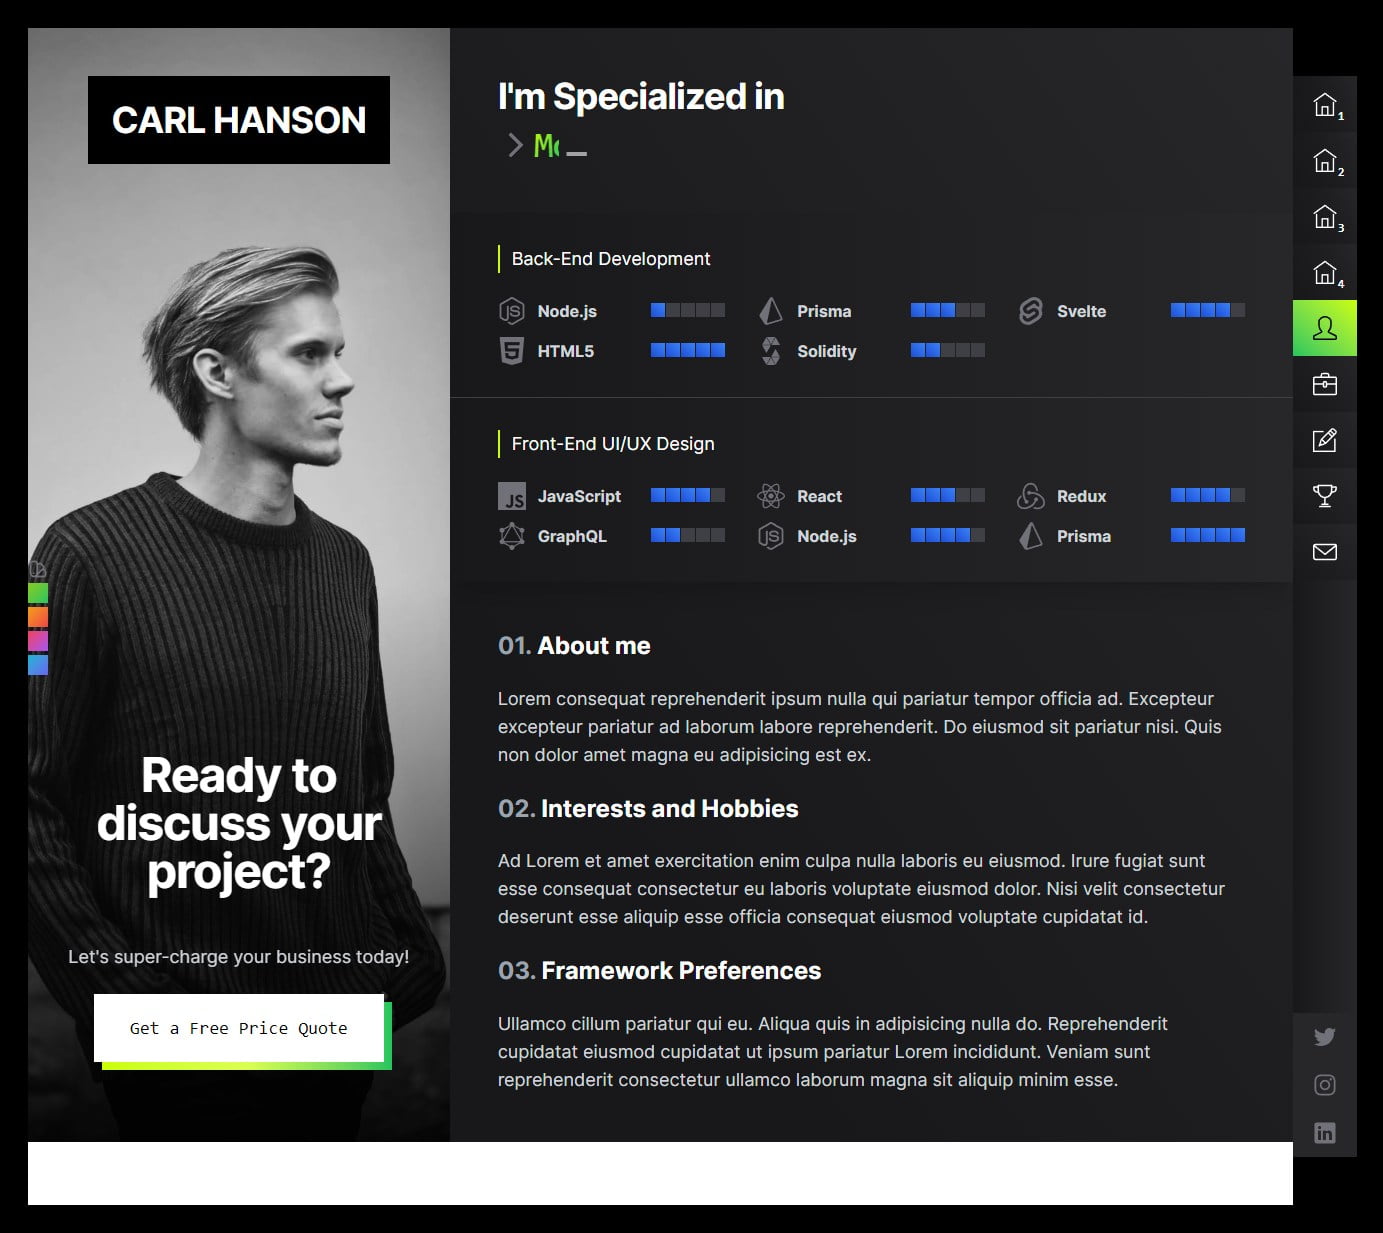 CARL HANSON
Ready to
discuss your
project?
Let's super-charge your business today!
Get a Free Price Quote
I'm Specialized in
Back-End Development
Node.js
Prisma
Svelte
HTML5
Solidity
Front-End UI/UX Design
JS JavaScript
React
Redux
GraphQL
Node.js
Prisma
01. About me
Lorem consequat reprehenderit ipsum nulla qui pariatur tempor officia ad. Excepteur
excepteur pariatur ad laborum labore reprehenderit. Do eiusmod sit pariatur nisi. Quis
non dolor amet magna eu adipisicing est ex.
02. Interests and Hobbies
Ad Lorem et amet exercitation enim culpa nulla laboris eu eiusmod. Irure fugiat sunt
esse consequat consectetur eu laboris voluptate eiusmod dolor. Nisi velit consectetur
deserunt esse aliquip esse officia consequat eiusmod voluptate cupidatat id.
03. Framework Preferences
Ullamco cillum pariatur qui eu. Aliqua quis in adipisicing nulla do. Reprehenderit
cupidatat eiusmod cupidatat ut ipsum pariatur Lorem incididunt. Veniam sunt
reprehenderit consectetur ullamco laborum magna sit aliquip minim esse.
1
2
3
4